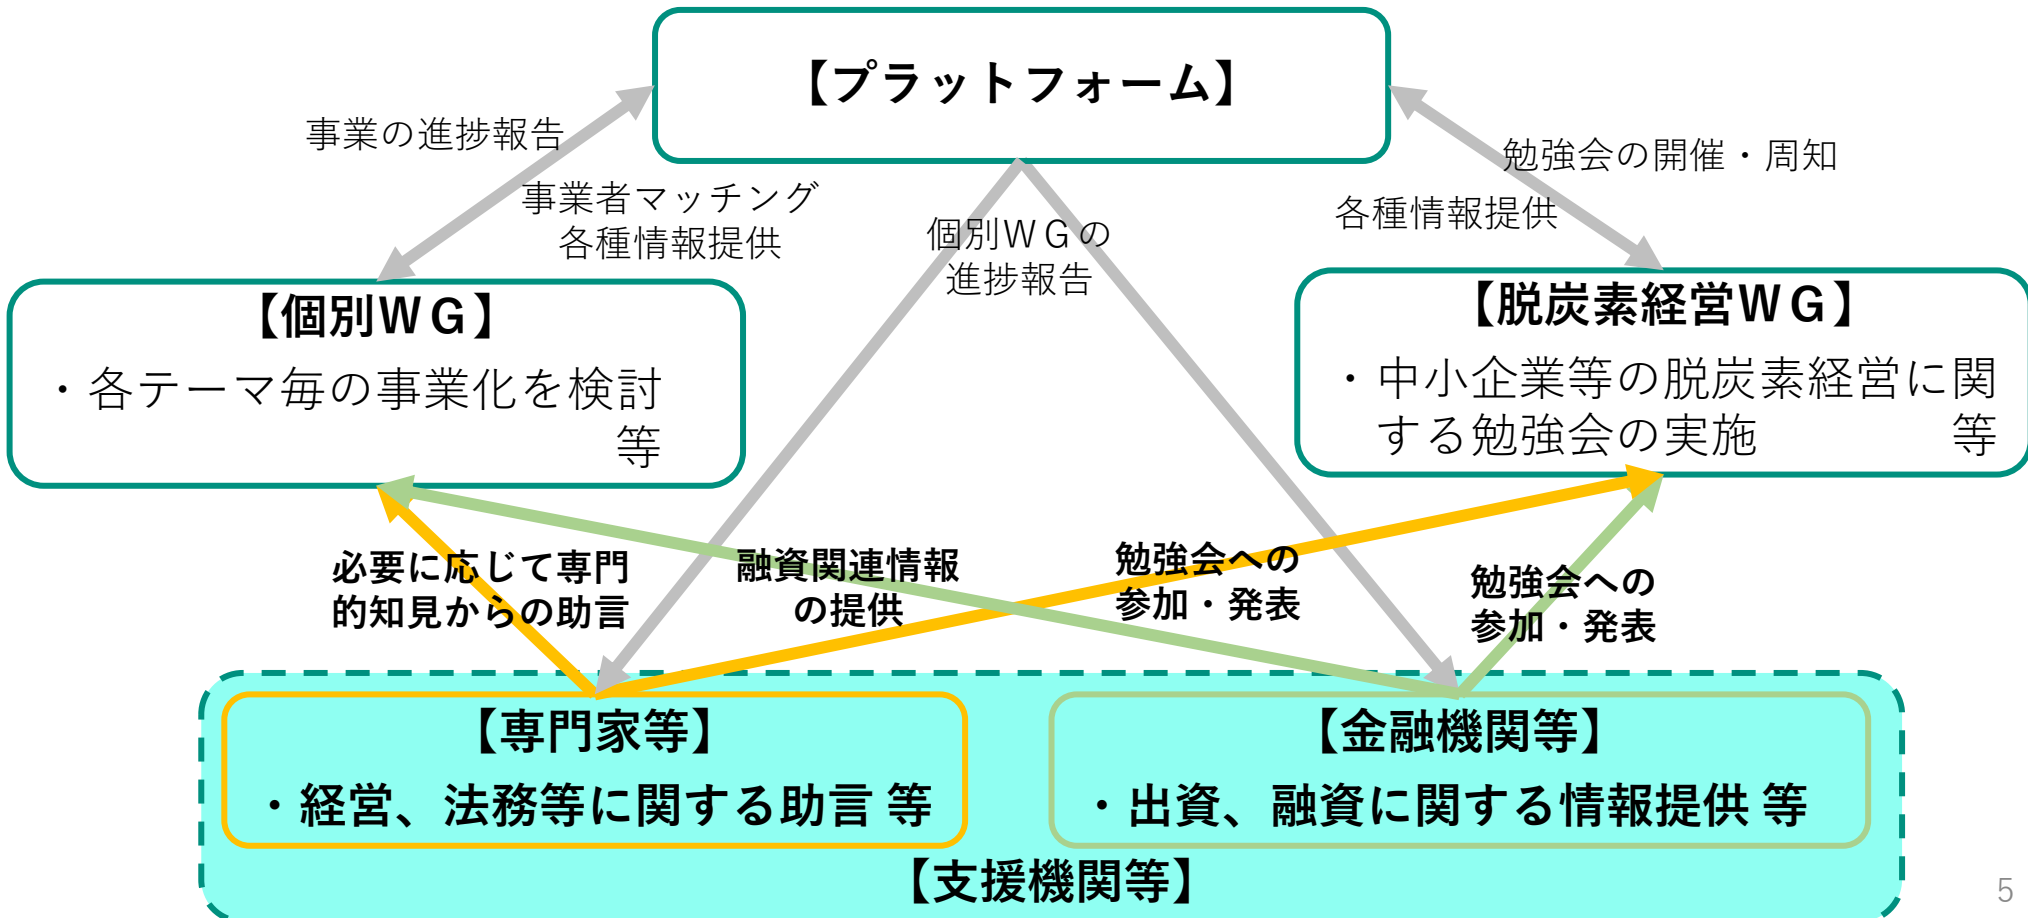 【プラットフォーム】
事業の進捗報告
事業者マッチング
各種情報提供
個別WGの
進捗報告
勉強会の開催・周知
各種情報提供
【個別WG】
・各テーマ毎の事業化を検討
等
【脱炭素経営WG】
・中小企業等の脱炭素経営に関
する勉強会の実施　　　　等
必要に応じて専門
的知見からの助言
融資関連情報
の提供
勉強会への
参加・発表
勉強会への
参加・発表
【専門家等】
・経営、法務等に関する助言 等
【金融機関等】
・出資、融資に関する情報提供 等
【支援機関等】
5